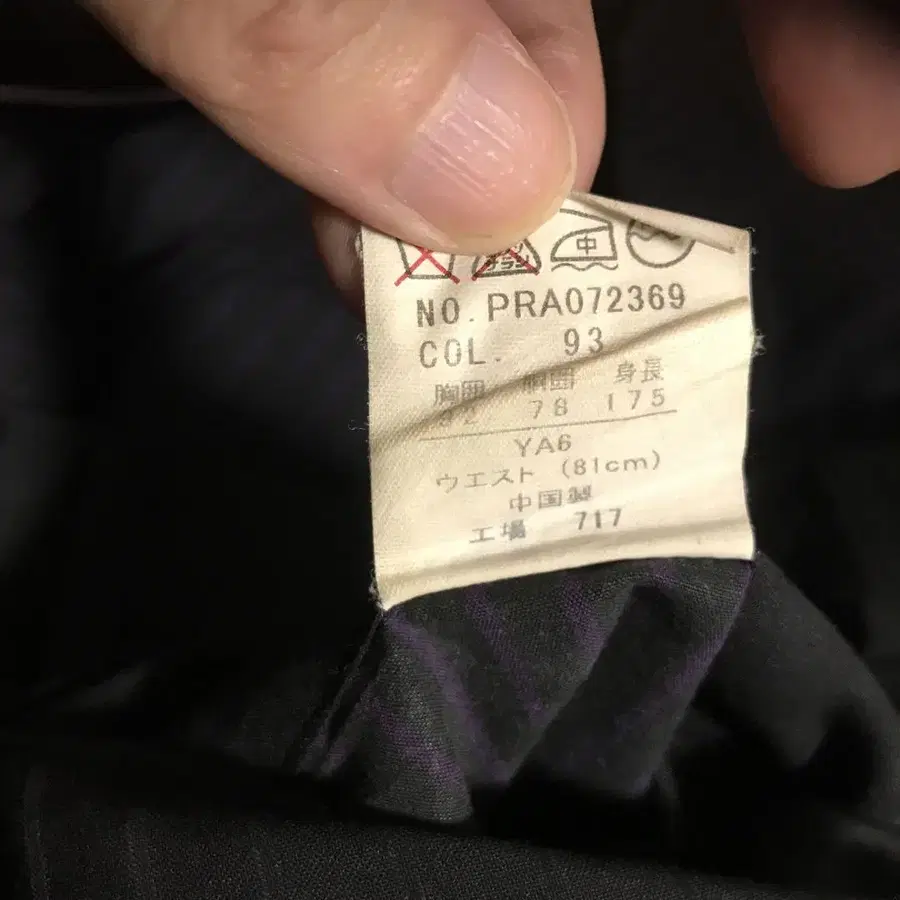 中
NO. PRA072369
COL. 93
胸囲 胴囲 身長
92 78 175
YA6
ウエスト (81cm)
中国製
工場 717